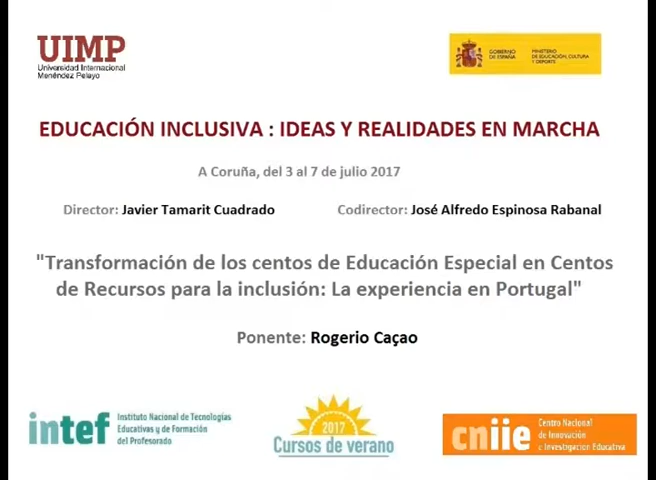 UIMP
Universidad Internacional
Menéndez Pelayo
GOBIERNO
DE ESPAÑA
MINISTERIO
DE EDUCACIÓN, CULTURA
Y DEPORTE
EDUCACIÓN INCLUSIVA : IDEAS Y REALIDADES EN MARCHA
A Coruña, del 3 al 7 de julio 2017
Director: Javier Tamarit Cuadrado
Codirector: José Alfredo Espinosa Rabanal
"Transformación de los centos de Educación Especial en Centos
de Recursos para la inclusión: La experiencia en Portugal"
Ponente: Rogerio Caçao
intef
Instituto Nacional de Tecnologías
Educativas y de Formación
del Profesorado
2017
Cursos de verano
cniie
Centro Nacional
de Innovación
e Investigación Educativa